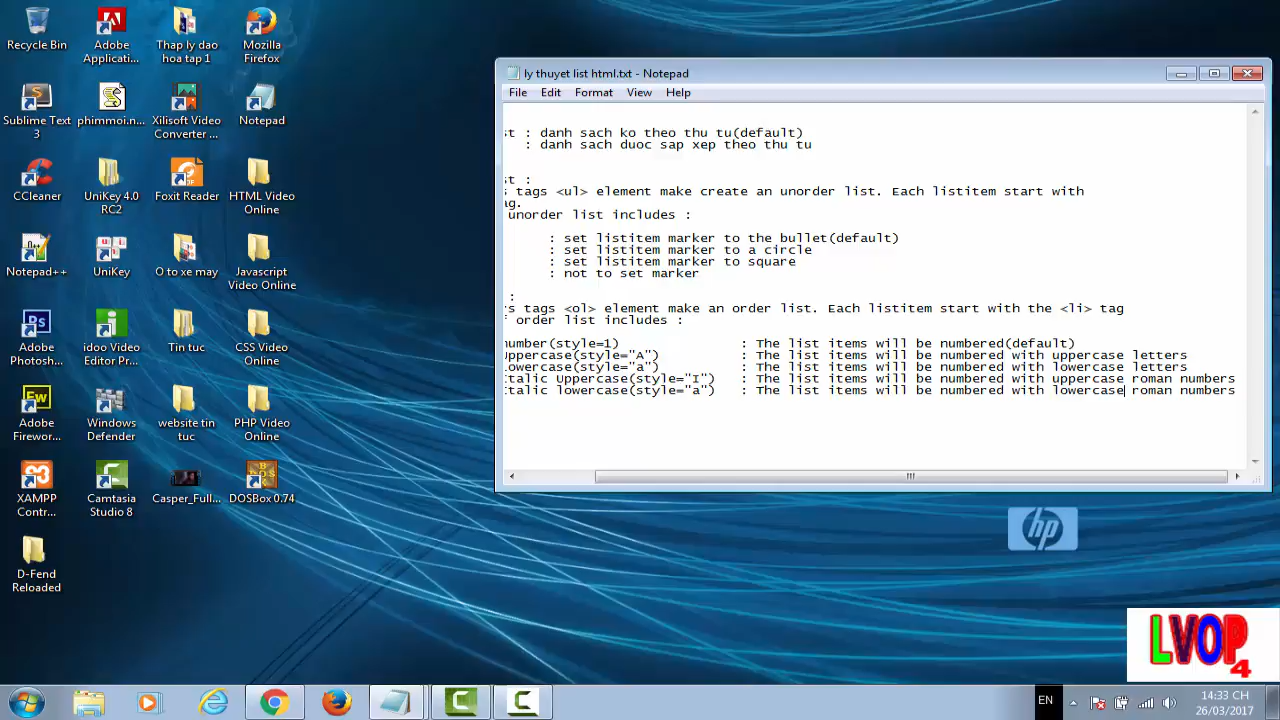 Recycle Bin
Adobe Applicati...
Thap ly dao hoa tap 1
Mozilla Firefox
Sublime Text 3
phimmoi.n...
Xilisoft Video Converter ...
Notepad
CCleaner
UniKey 4.0 RC2
Foxit Reader
HTML Video Online
Notepad++
UniKey
O to xe may
Javascript Video Online
Adobe Photosh...
idoo Video Editor Pr...
Tin tuc
CSS Video Online
Adobe Firewor...
Windows Defender
website tin tuc
PHP Video Online
XAMPP Contr...
Camtasia Studio 8
Casper_Full...
DOSBox 0.74
D-Fend Reloaded
ly thuyet list html.txt - Notepad
File Edit Format View Help
st : danh sach ko theo thu tu(default)
: danh sach duoc sap xep theo thu tu
st :
s tags <ul> element make create an unorder list. Each listitem start with
ag.
unorder list includes :
: set listitem marker to the bullet(default)
: set listitem marker to a circle
: set listitem marker to square
: not to set marker
:
rs tags <ol> element make an order list. Each listitem start with the <li> tag
f order list includes :
number(style=1) : The list items will be numbered(default)
uppercase(style="A") : The list items will be numbered with uppercase letters
lowercase(style="a") : The list items will be numbered with lowercase letters
italic Uppercase(style="I") : The list items will be numbered with uppercase roman numbers
italic lowercase(style="a") : The list items will be numbered with lowercase roman numbers
hp
LVOP
4
EN
14:33 CH
26/03/2017